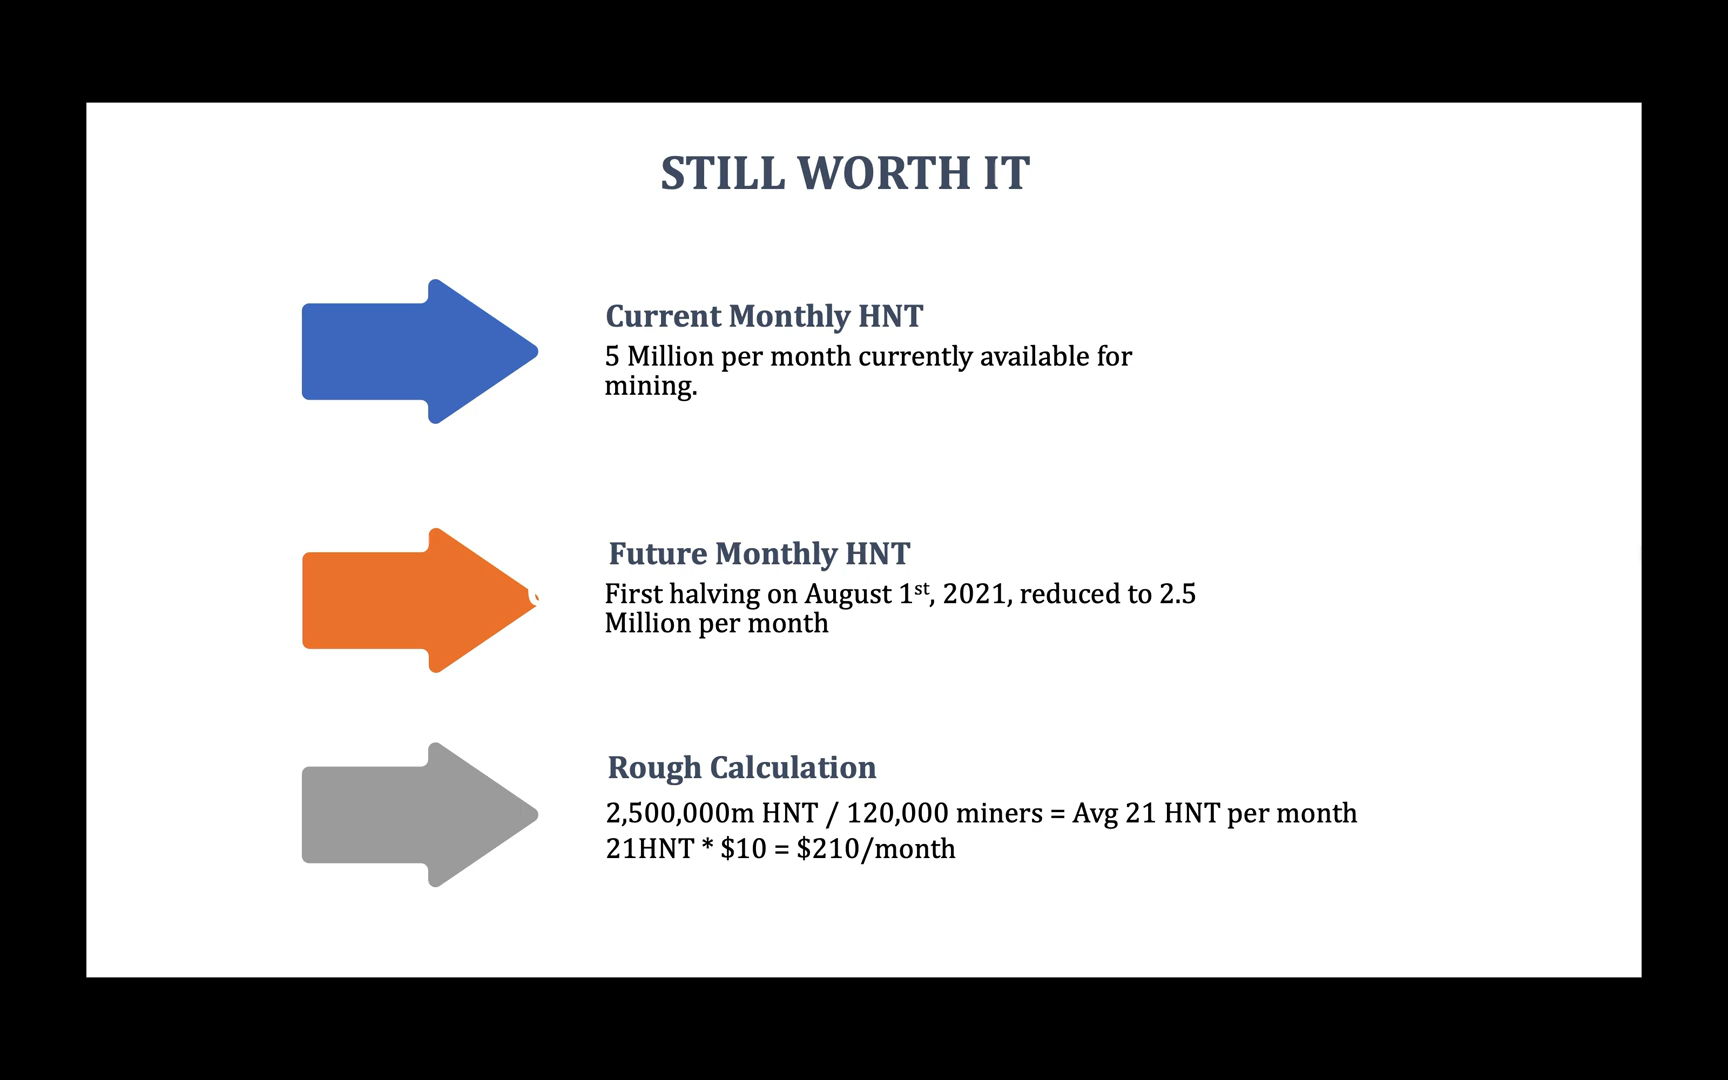 STILL WORTH IT
Current Monthly HNT
5 Million per month currently available for
mining.
Future Monthly HNT
First halving on August 1st, 2021, reduced to 2.5
Million per month
Rough Calculation
2,500,000m HNT / 120,000 miners = Avg 21 HNT per month
21HNT * $10 = $210/month